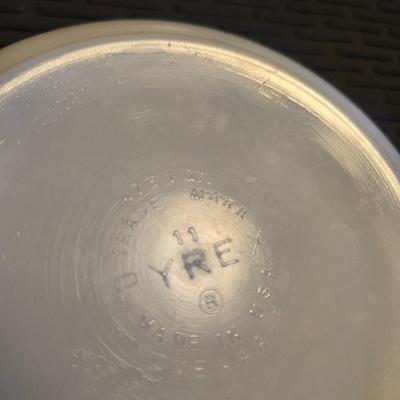 TRADE MARK
11
PYREX
®
MADE IN U.S.A.